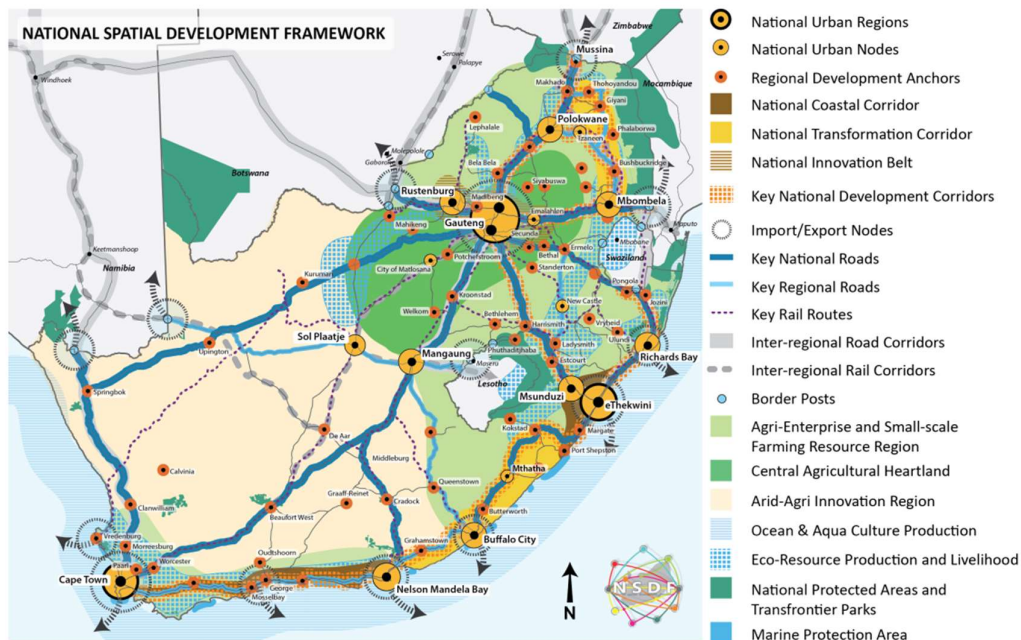 NATIONAL SPATIAL DEVELOPMENT FRAMEWORK
Zimbabwe
Mussina
Serowe
Palapye
Windhoek
Makhado
Thohoyandou
Giyani
Mocambique
Lephalale
Polokwane
Tzaneen
Phalaborwa
Molepolole
Gaborone
Bela Bela
Bushbuckridge
Botswana
Siyabuswa
Rustenburg
Madibeng
Mbombela
Emalahleni
Gauteng
Mahikeng
Secunda
Maputo
Mbabane
Keetmanshoop
Potchefstroom
Bethal
Ermelo
Swaziland
Namibia
City of Matlosana
Standerton
Kuruman
Pongola
Kroonstad
Jozini
New Castle
Welkom
Bethlehem
Harrismith
Vryheid
Sol Plaatje
Ulundi
Upington
Phuthaditjhaba
Ladysmith
Mangaung
Richards Bay
Maseru
Estcourt
Lesotho
Springbok
Msunduzi
eThekwini
Kokstad
Margate
De Aar
Port Shepston
Middleburg
Calvinia
Mthatha
Queenstown
Graaff-Reinet
Cradock
Clanwilliam
Beaufort West
Butterworth
Vredenburg
Grahamstown
Buffalo City
Moorreesburg
Oudtshoorn
Paarl
Worcester
Cape Town
George
Nelson Mandela Bay
Mosselbay
N
NSDF
National Urban Regions
National Urban Nodes
Regional Development Anchors
National Coastal Corridor
National Transformation Corridor
National Innovation Belt
Key National Development Corridors
Import/Export Nodes
Key National Roads
Key Regional Roads
Key Rail Routes
Inter-regional Road Corridors
Inter-regional Rail Corridors
Border Posts
Agri-Enterprise and Small-scale
Farming Resource Region
Central Agricultural Heartland
Arid-Agri Innovation Region
Ocean & Aqua Culture Production
Eco-Resource Production and Livelihood
National Protected Areas and
Transfrontier Parks
Marine Protection Area